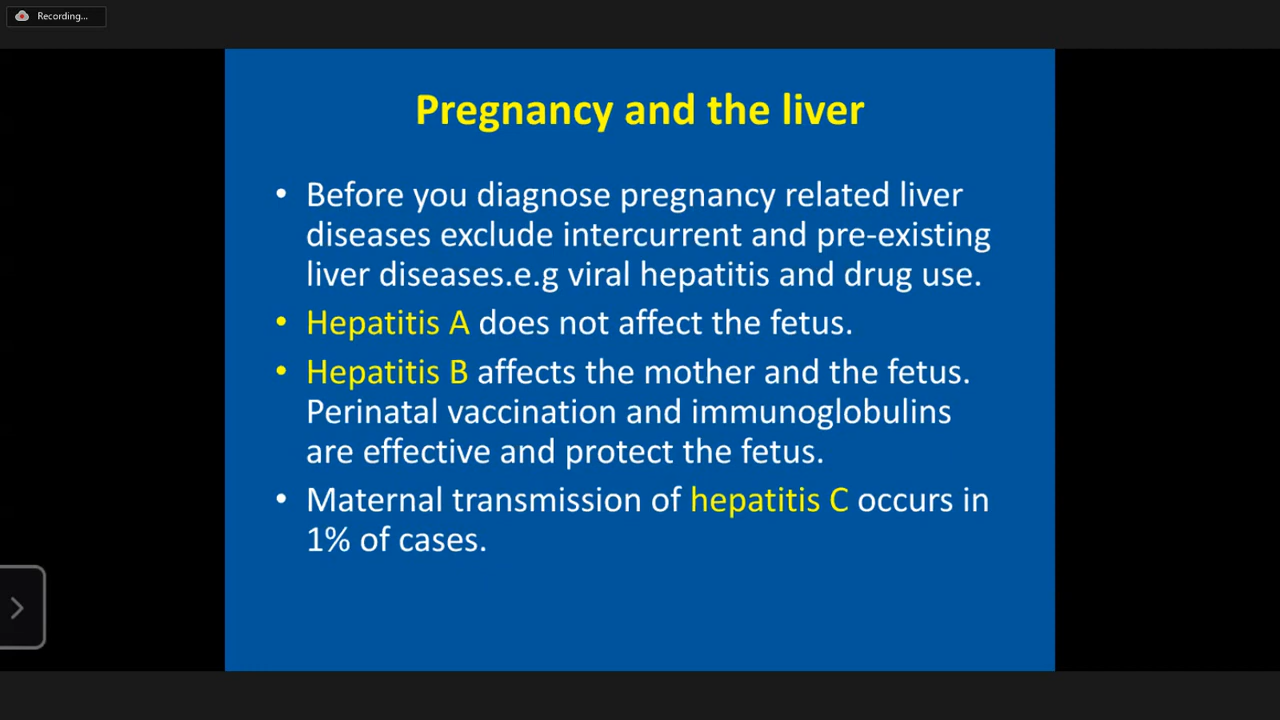 Recording...
Pregnancy and the liver
• Before you diagnose pregnancy related liver
diseases exclude intercurrent and pre-existing
liver diseases.e.g viral hepatitis and drug use.
• Hepatitis A does not affect the fetus.
• Hepatitis B affects the mother and the fetus.
Perinatal vaccination and immunoglobulins
are effective and protect the fetus.
• Maternal transmission of hepatitis C occurs in
1% of cases.